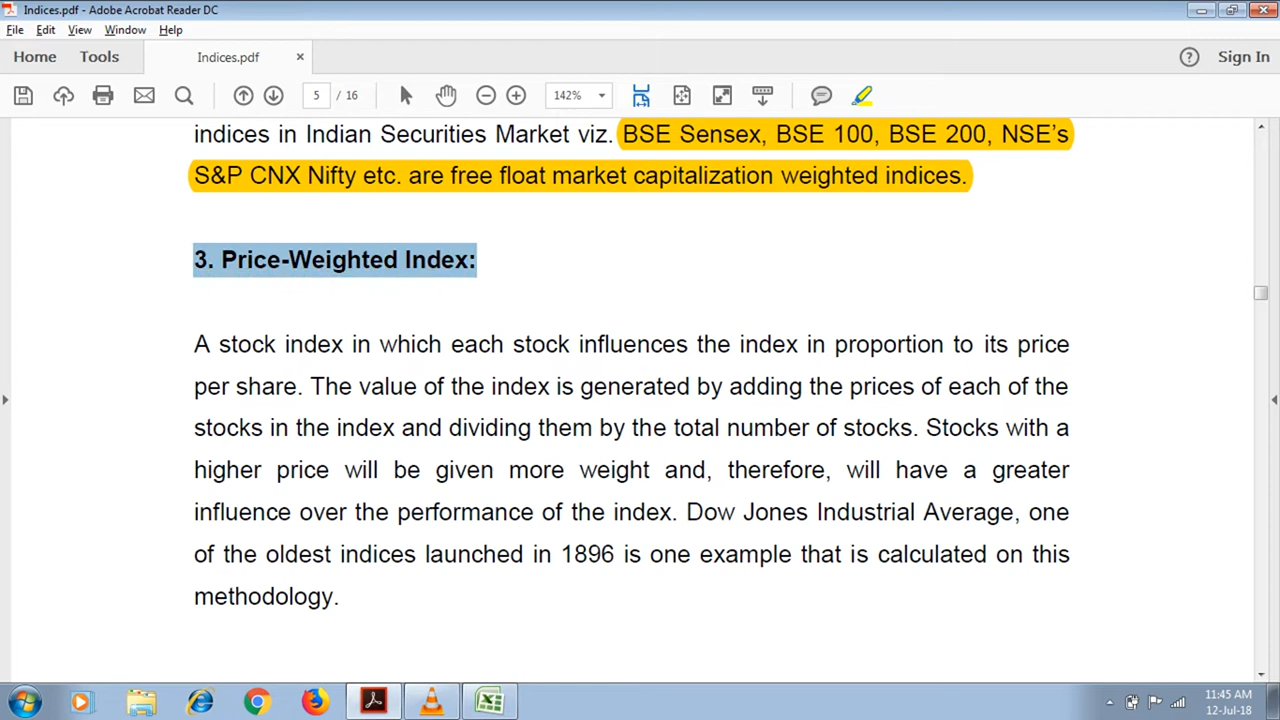 Indices.pdf - Adobe Acrobat Reader DC
File Edit View Window Help
Home Tools Indices.pdf × ? Sign In
5 / 16 142%
indices in Indian Securities Market viz. BSE Sensex, BSE 100, BSE 200, NSE's
S&P CNX Nifty etc. are free float market capitalization weighted indices.
3. Price-Weighted Index:
A stock index in which each stock influences the index in proportion to its price
per share. The value of the index is generated by adding the prices of each of the
stocks in the index and dividing them by the total number of stocks. Stocks with a
higher price will be given more weight and, therefore, will have a greater
influence over the performance of the index. Dow Jones Industrial Average, one
of the oldest indices launched in 1896 is one example that is calculated on this
methodology.
11:45 AM
12-Jul-18